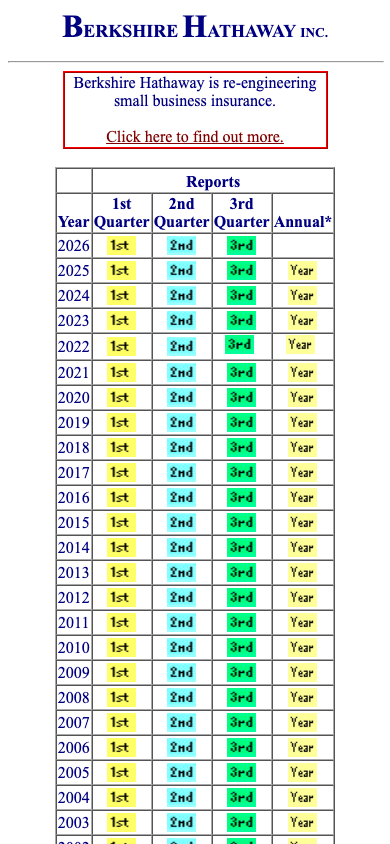 BERKSHIRE HATHAWAY INC.
Berkshire Hathaway is re-engineering
small business insurance.
Click here to find out more.
Reports
Year 1st Quarter 2nd Quarter 3rd Quarter Annual*
2026 1st 2nd 3rd
2025 1st 2nd 3rd Year
2024 1st 2nd 3rd Year
2023 1st 2nd 3rd Year
2022 1st 2nd 3rd Year
2021 1st 2nd 3rd Year
2020 1st 2nd 3rd Year
2019 1st 2nd 3rd Year
2018 1st 2nd 3rd Year
2017 1st 2nd 3rd Year
2016 1st 2nd 3rd Year
2015 1st 2nd 3rd Year
2014 1st 2nd 3rd Year
2013 1st 2nd 3rd Year
2012 1st 2nd 3rd Year
2011 1st 2nd 3rd Year
2010 1st 2nd 3rd Year
2009 1st 2nd 3rd Year
2008 1st 2nd 3rd Year
2007 1st 2nd 3rd Year
2006 1st 2nd 3rd Year
2005 1st 2nd 3rd Year
2004 1st 2nd 3rd Year
2003 1st 2nd 3rd Year